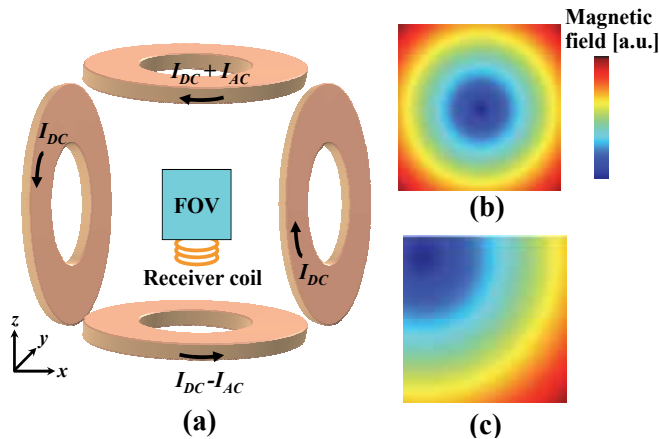 I_DC + I_AC
I_DC
FOV
Receiver coil
I_DC
z
y
x
I_DC-I_AC
(a)
Magnetic
field [a.u.]
(b)
(c)